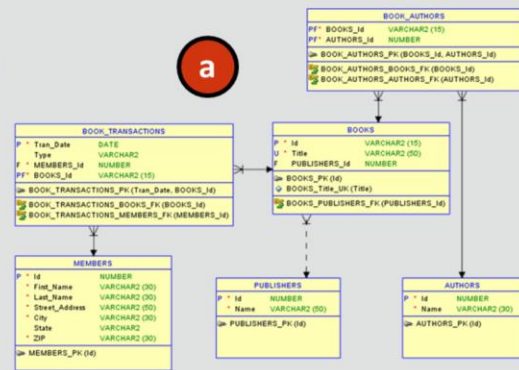 BOOK_AUTHORS
PF* BOOKS_Id VARCHAR2 (15)
PF* AUTHORS_Id NUMBER
BOOK_AUTHORS_PK (BOOKS_Id, AUTHORS_Id)
BOOK_AUTHORS_BOOKS_FK (BOOKS_Id)
BOOK_AUTHORS_AUTHORS_FK (AUTHORS_Id)
a
BOOK_TRANSACTIONS
P * Tran_Date DATE
Type VARCHAR2
F * MEMBERS_Id NUMBER
PF* BOOKS_Id VARCHAR2 (15)
BOOK_TRANSACTIONS_PK (Tran_Date, BOOKS_Id)
BOOK_TRANSACTIONS_BOOKS_FK (BOOKS_Id)
BOOK_TRANSACTIONS_MEMBERS_FK (MEMBERS_Id)
BOOKS
P * Id VARCHAR2 (15)
U * Title VARCHAR2 (50)
F PUBLISHERS_Id NUMBER
BOOKS_PK (Id)
BOOKS_Title_UK (Title)
BOOKS_PUBLISHERS_FK (PUBLISHERS_Id)
MEMBERS
P * Id NUMBER
* First_Name VARCHAR2 (30)
* Last_Name VARCHAR2 (30)
* Street_Address VARCHAR2 (50)
* City VARCHAR2 (30)
State VARCHAR2
* ZIP VARCHAR2 (30)
MEMBERS_PK (Id)
PUBLISHERS
P * Id NUMBER
* Name VARCHAR2 (50)
PUBLISHERS_PK (Id)
AUTHORS
P * Id NUMBER
* Name VARCHAR2 (30)
AUTHORS_PK (Id)